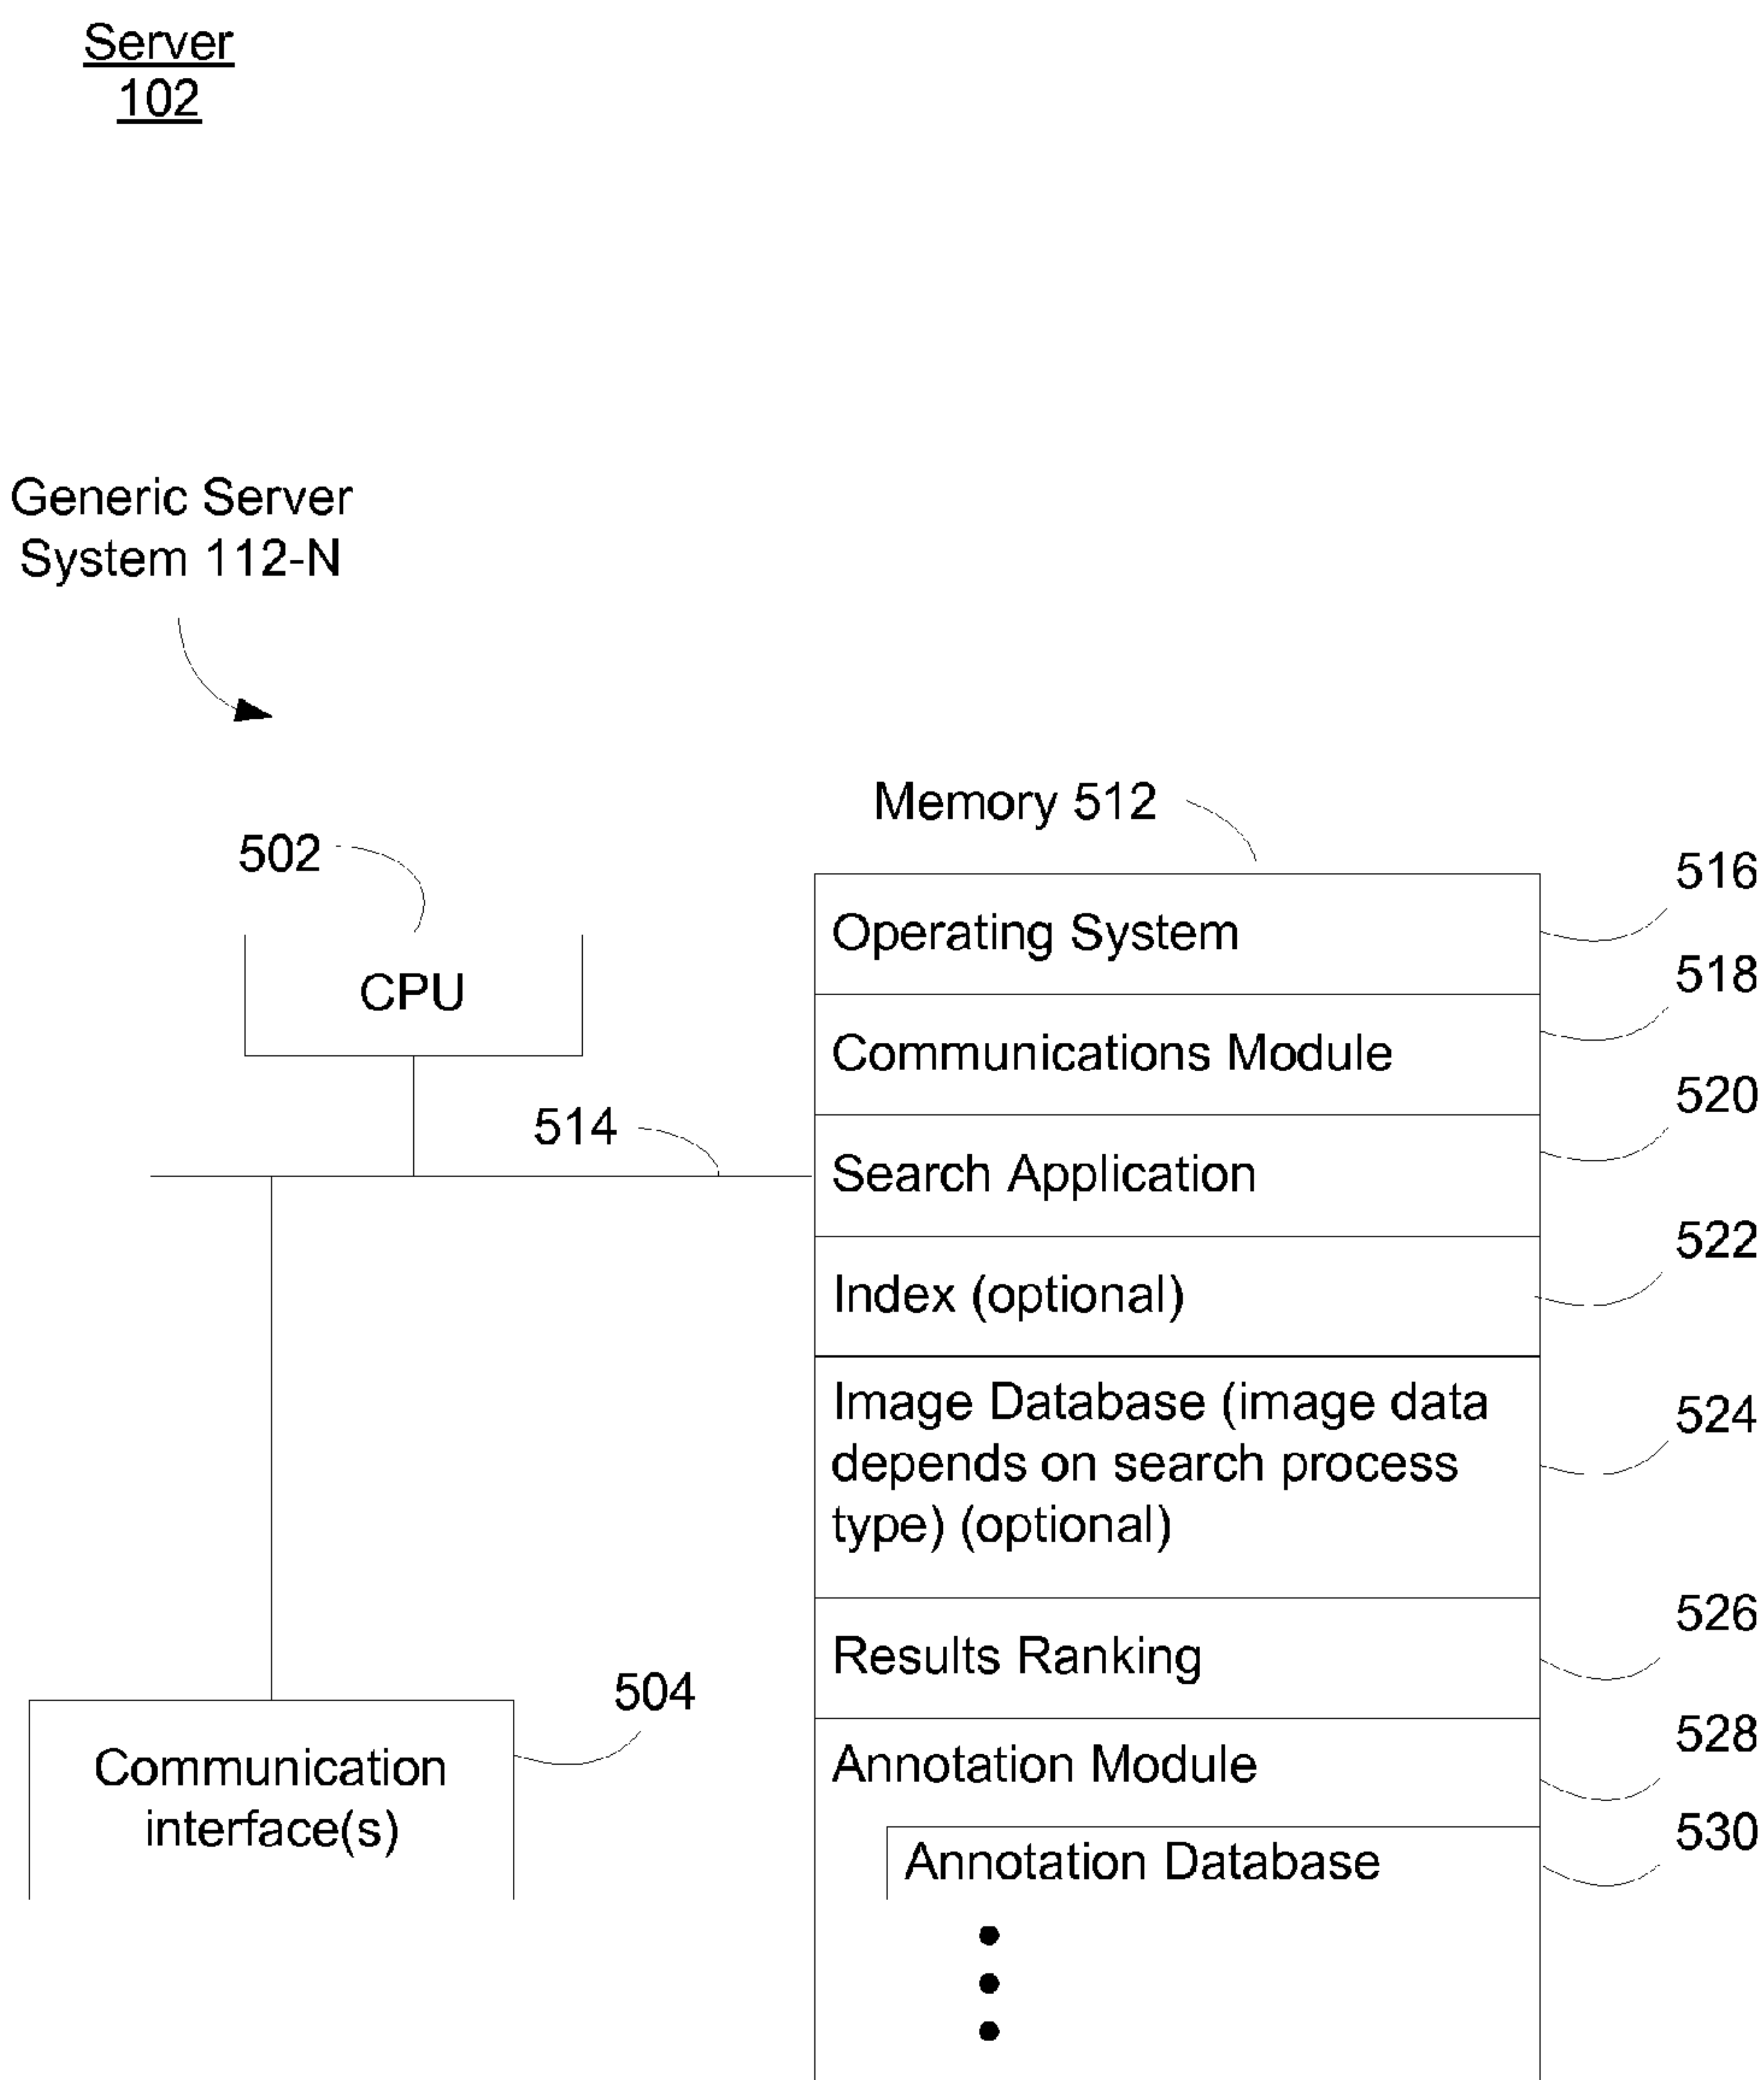 Server
102
Generic Server
System 112-N
502
CPU
514
Communication
interface(s)
504
Memory 512
Operating System
516
Communications Module
518
Search Application
520
Index (optional)
522
Image Database (image data
depends on search process
type) (optional)
524
Results Ranking
526
Annotation Module
528
Annotation Database
530